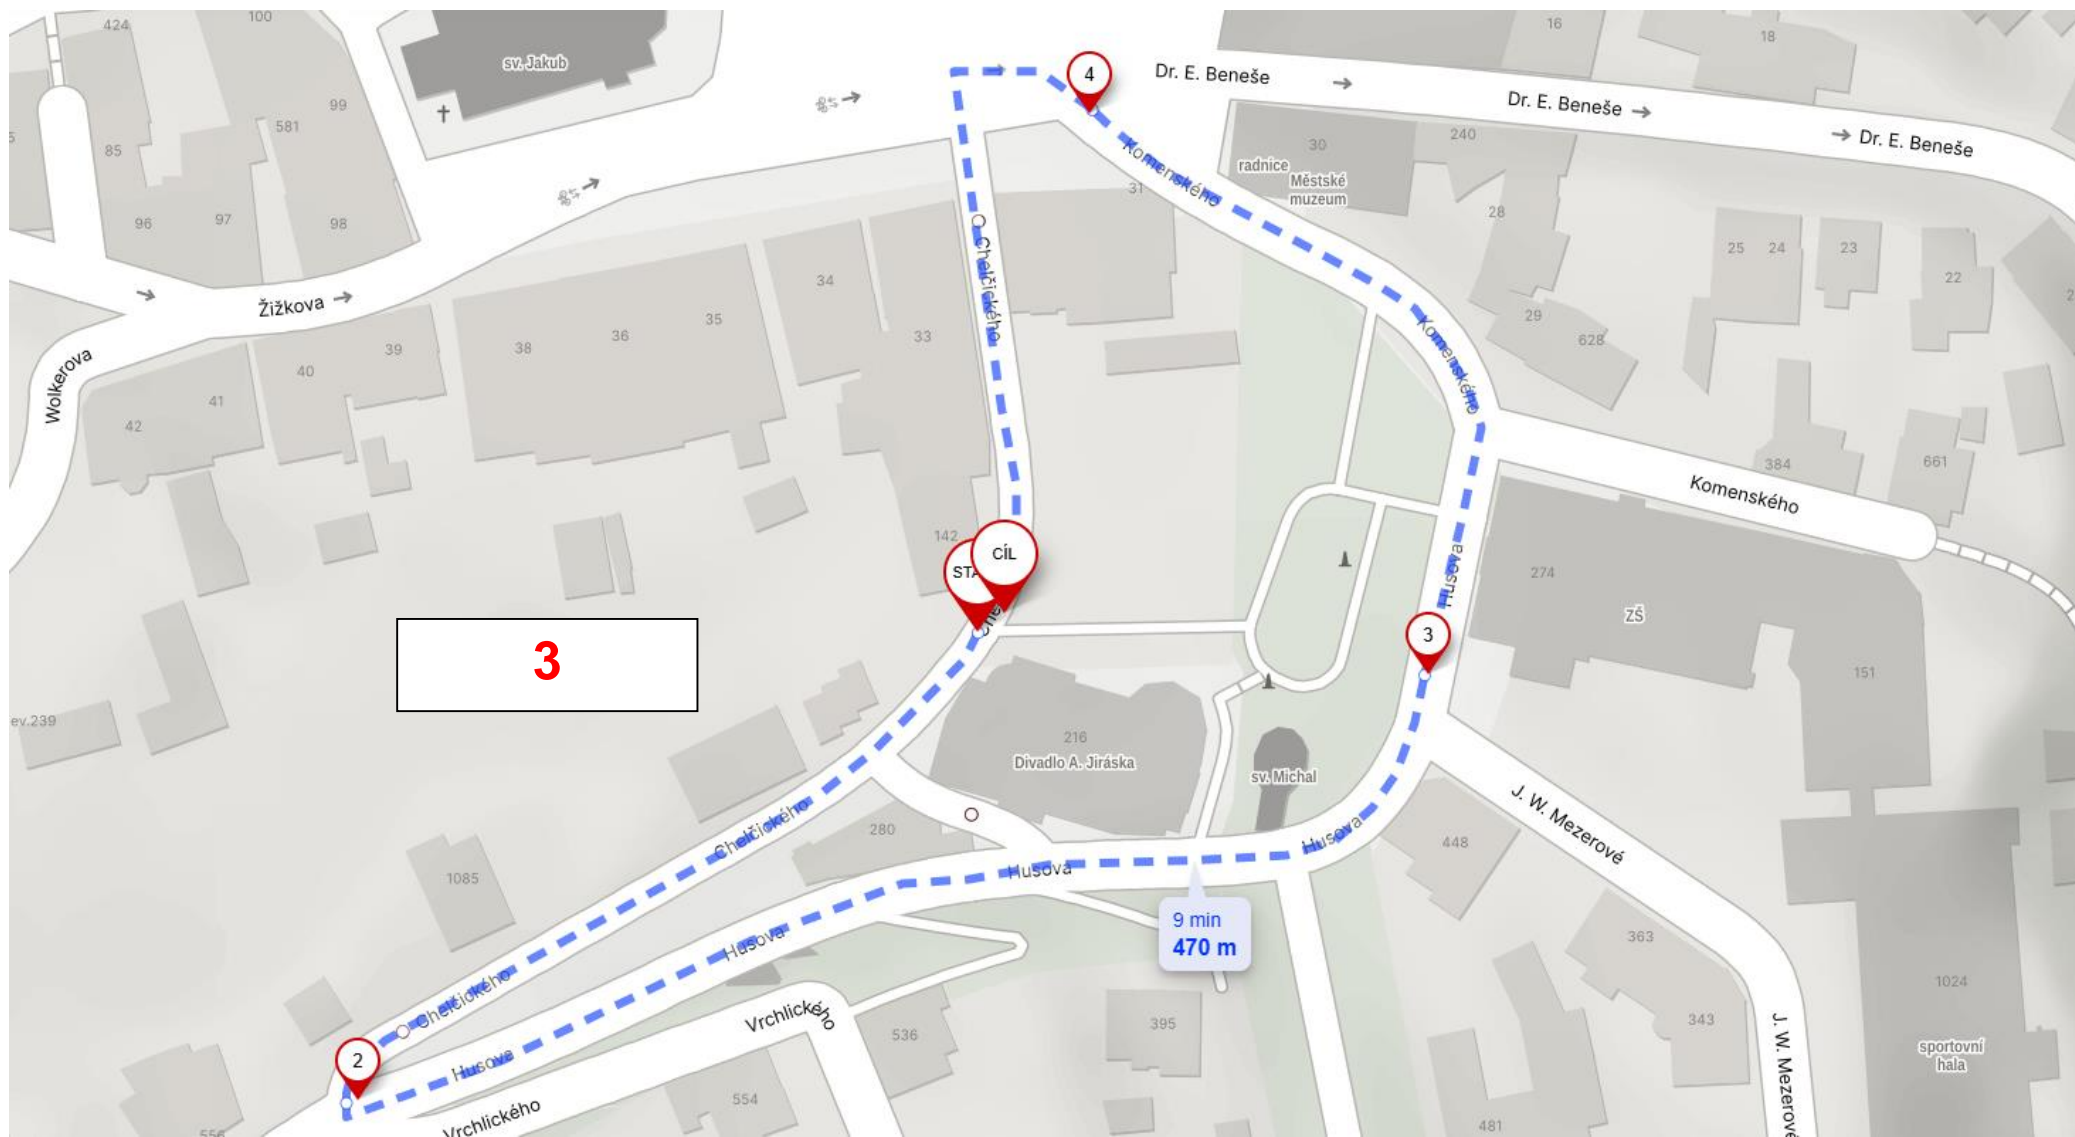 424
100
16
18
sv. Jakub
4
Dr. E. Beneše
Dr. E. Beneše
Dr. E. Beneše
99
581
85
30
240
radnice
Městské
muzeum
Komenského
31
96
97
98
28
25
24
23
22
Chelčického
34
Žižkova
35
36
38
33
29
628
39
40
Wolkerova
Komenského
41
42
384
661
Komenského
142
CÍL
STA
274
Husova
ZŠ
3
3
151
ev.239
216
Divadlo A. Jiráska
sv. Michal
Chelčického
280
Husova
J. W. Mezerové
448
Husova
1085
9 min
470 m
Husova
363
1024
Chelčického
Vrchlického
536
395
343
J. W. Mezerové
sportovní
hala
2
Husova
554
Vrchlického
481